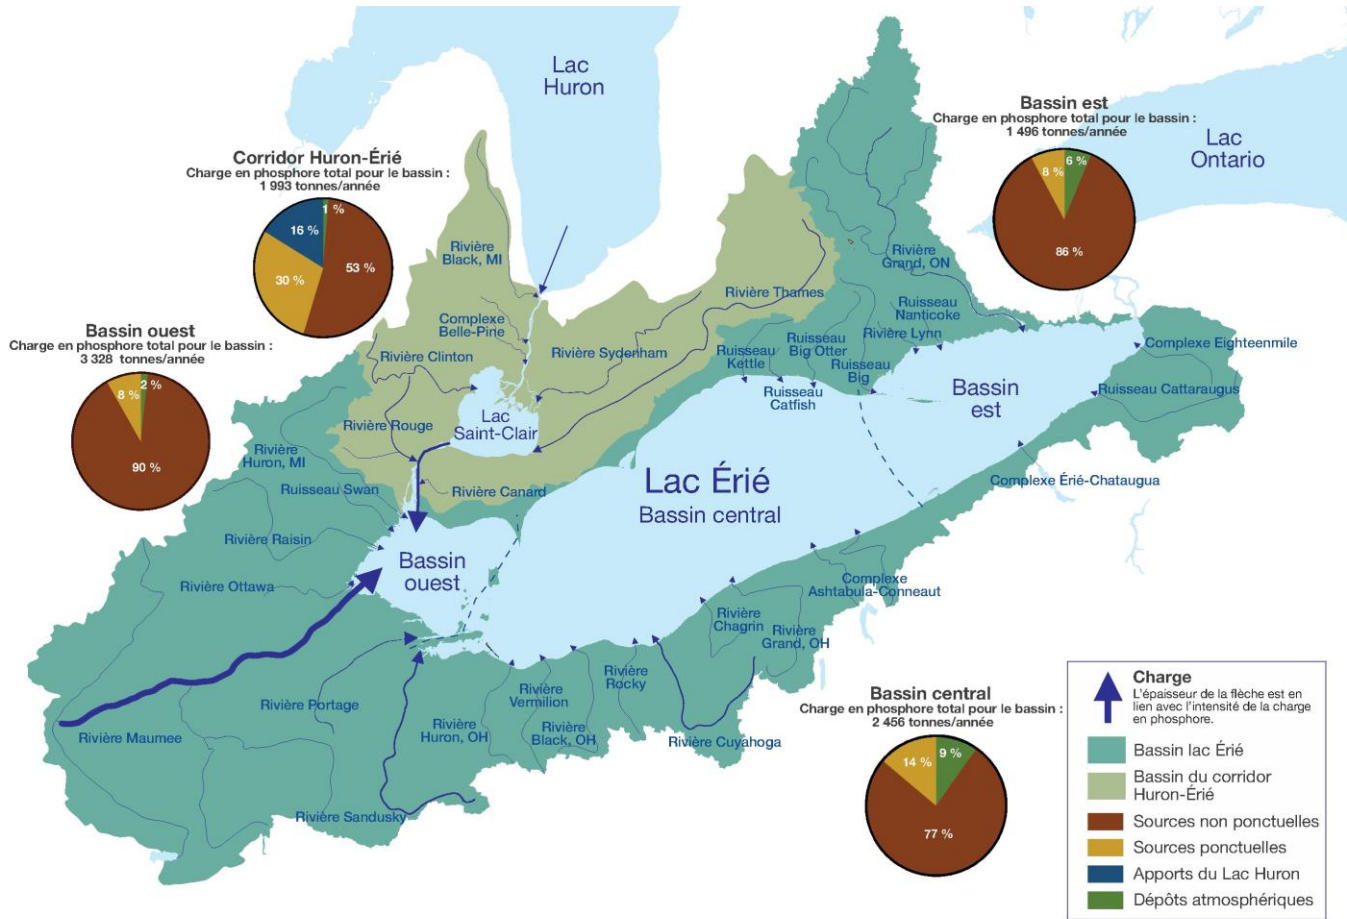 Lac
Huron
Bassin est
Charge en phosphore total pour le bassin :
1 496 tonnes/année
8 %
6 %
86 %
Lac
Ontario
Corridor Huron-Érié
Charge en phosphore total pour le bassin :
1 993 tonnes/année
1 %
16 %
30 %
53 %
Bassin ouest
Charge en phosphore total pour le bassin :
3 328 tonnes/année
8 %
2 %
90 %
Rivière
Black, MI
Complexe
Belle-Pine
Rivière Clinton
Rivière Sydenham
Rivière Thames
Rivière
Grand, ON
Ruisseau
Nanticoke
Rivière Lynn
Ruisseau
Big Otter
Ruisseau
Kettle
Ruisseau
Big
Ruisseau
Catfish
Complexe Eighteenmile
Ruisseau Cattaraugus
Bassin
est
Lac
Saint-Clair
Rivière Rouge
Rivière
Huron, MI
Ruisseau Swan
Rivière Canard
Lac Érié
Bassin central
Complexe Érié-Chataugua
Rivière Raisin
Bassin
ouest
Rivière Ottawa
Complexe
Ashtabula-Conneaut
Rivière
Chagrin
Rivière
Grand, OH
Rivière
Rocky
Rivière
Vermilion
Rivière
Black, OH
Rivière
Huron, OH
Rivière Portage
Rivière Maumee
Rivière Cuyahoga
Rivière Sandusky
Bassin central
Charge en phosphore total pour le bassin :
2 456 tonnes/année
14 %
9 %
77 %
Charge
L'épaisseur de la flèche est en
lien avec l'intensité de la charge
en phosphore.
Bassin lac Érié
Bassin du corridor
Huron-Érié
Sources non ponctuelles
Sources ponctuelles
Apports du Lac Huron
Dépôts atmosphériques